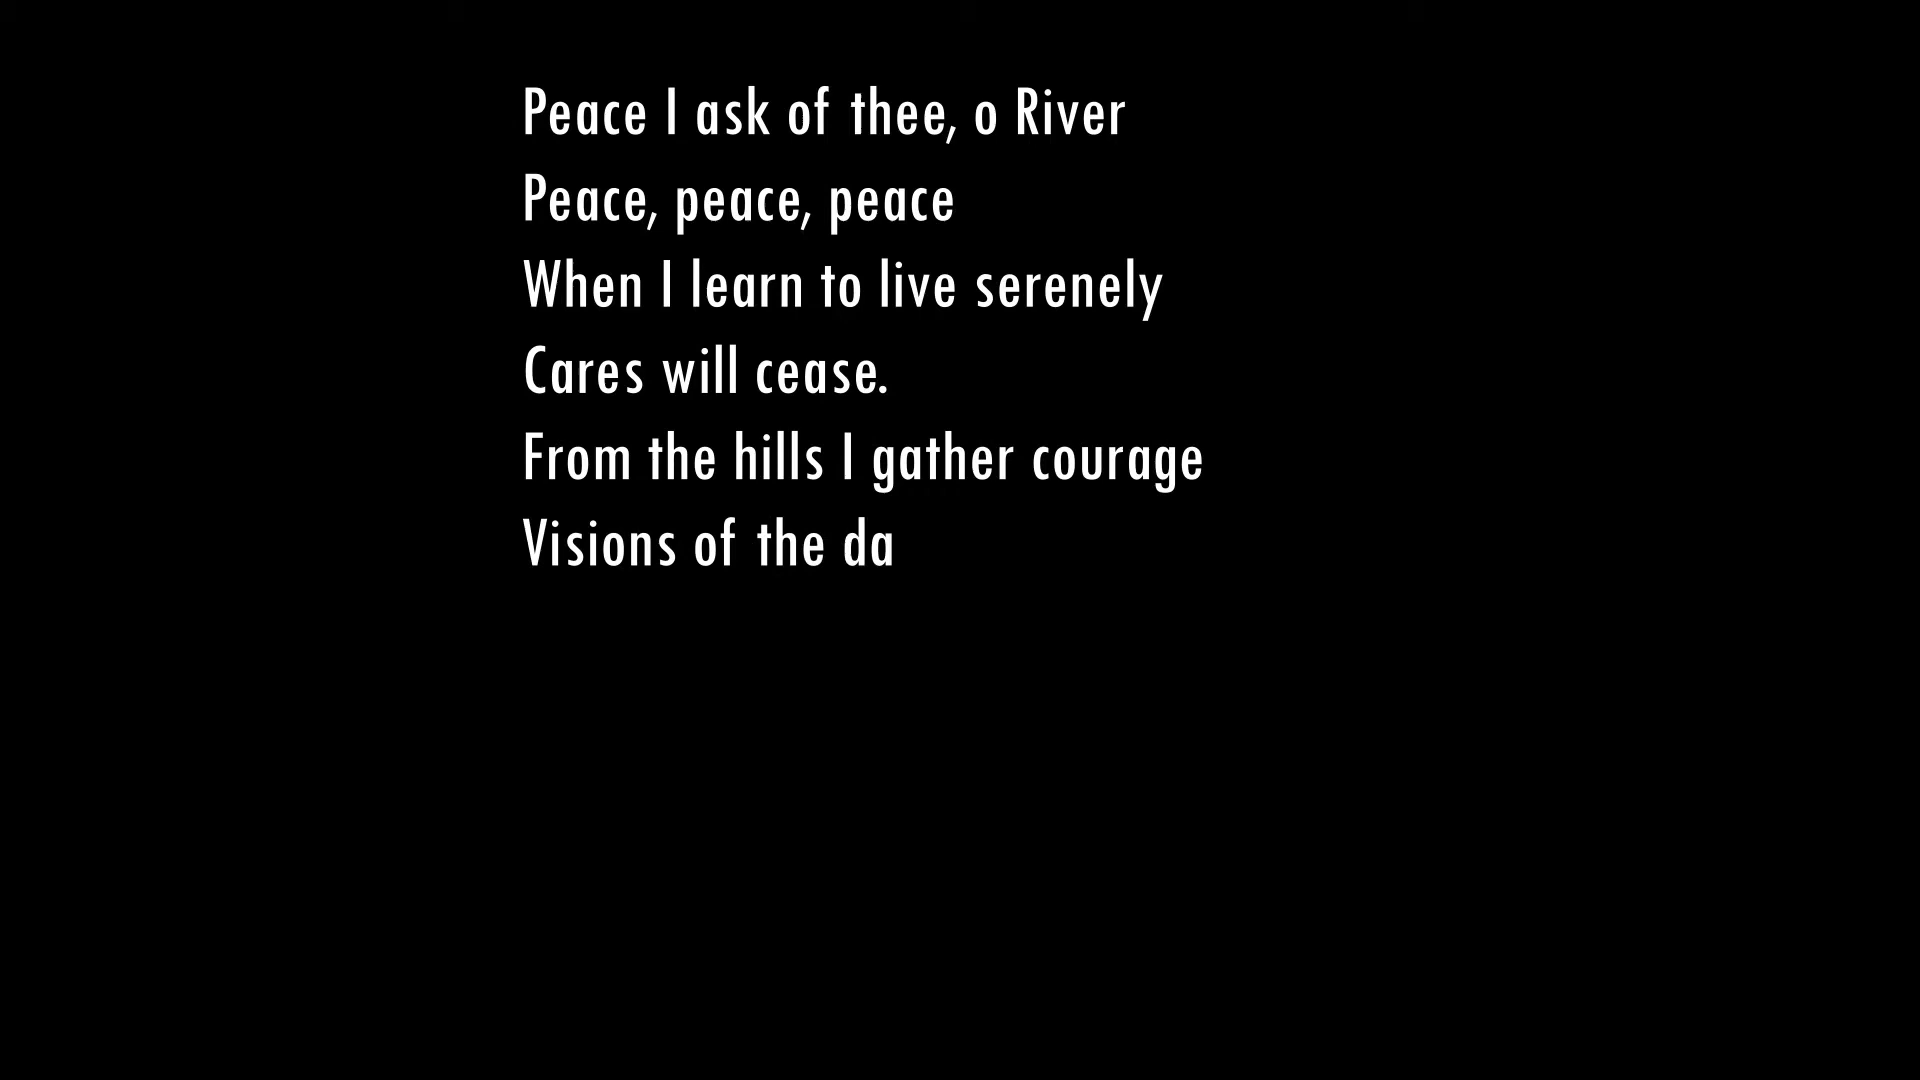 Peace I ask of thee, o River
Peace, peace, peace
When I learn to live serenely
Cares will cease.
From the hills I gather courage
Visions of the da